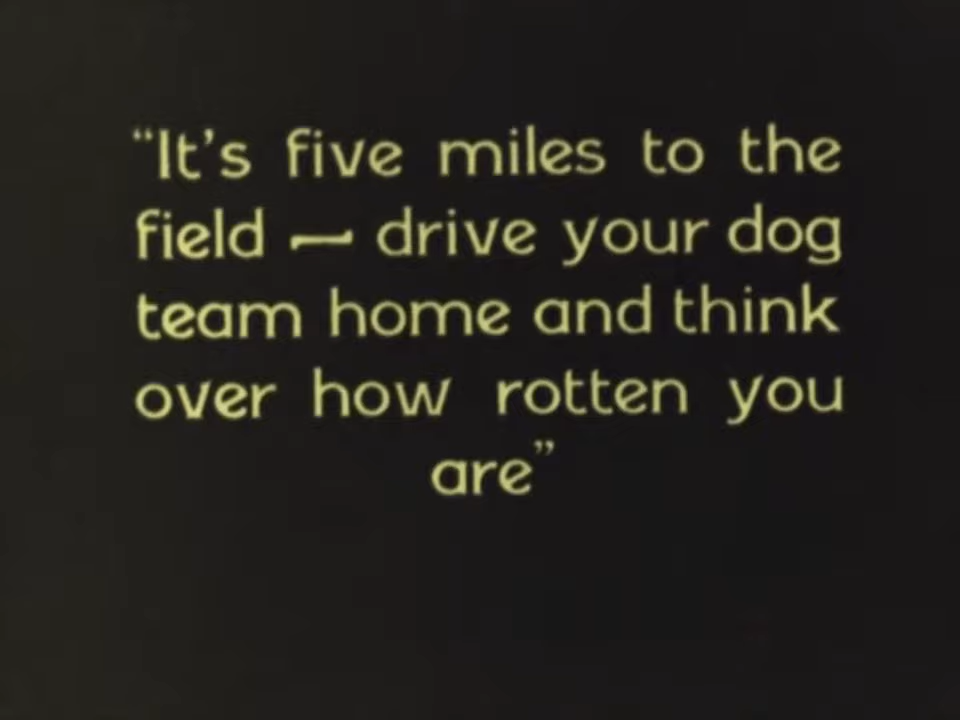 “It's five miles to the
field — drive your dog
team home and think
over how rotten you
are”